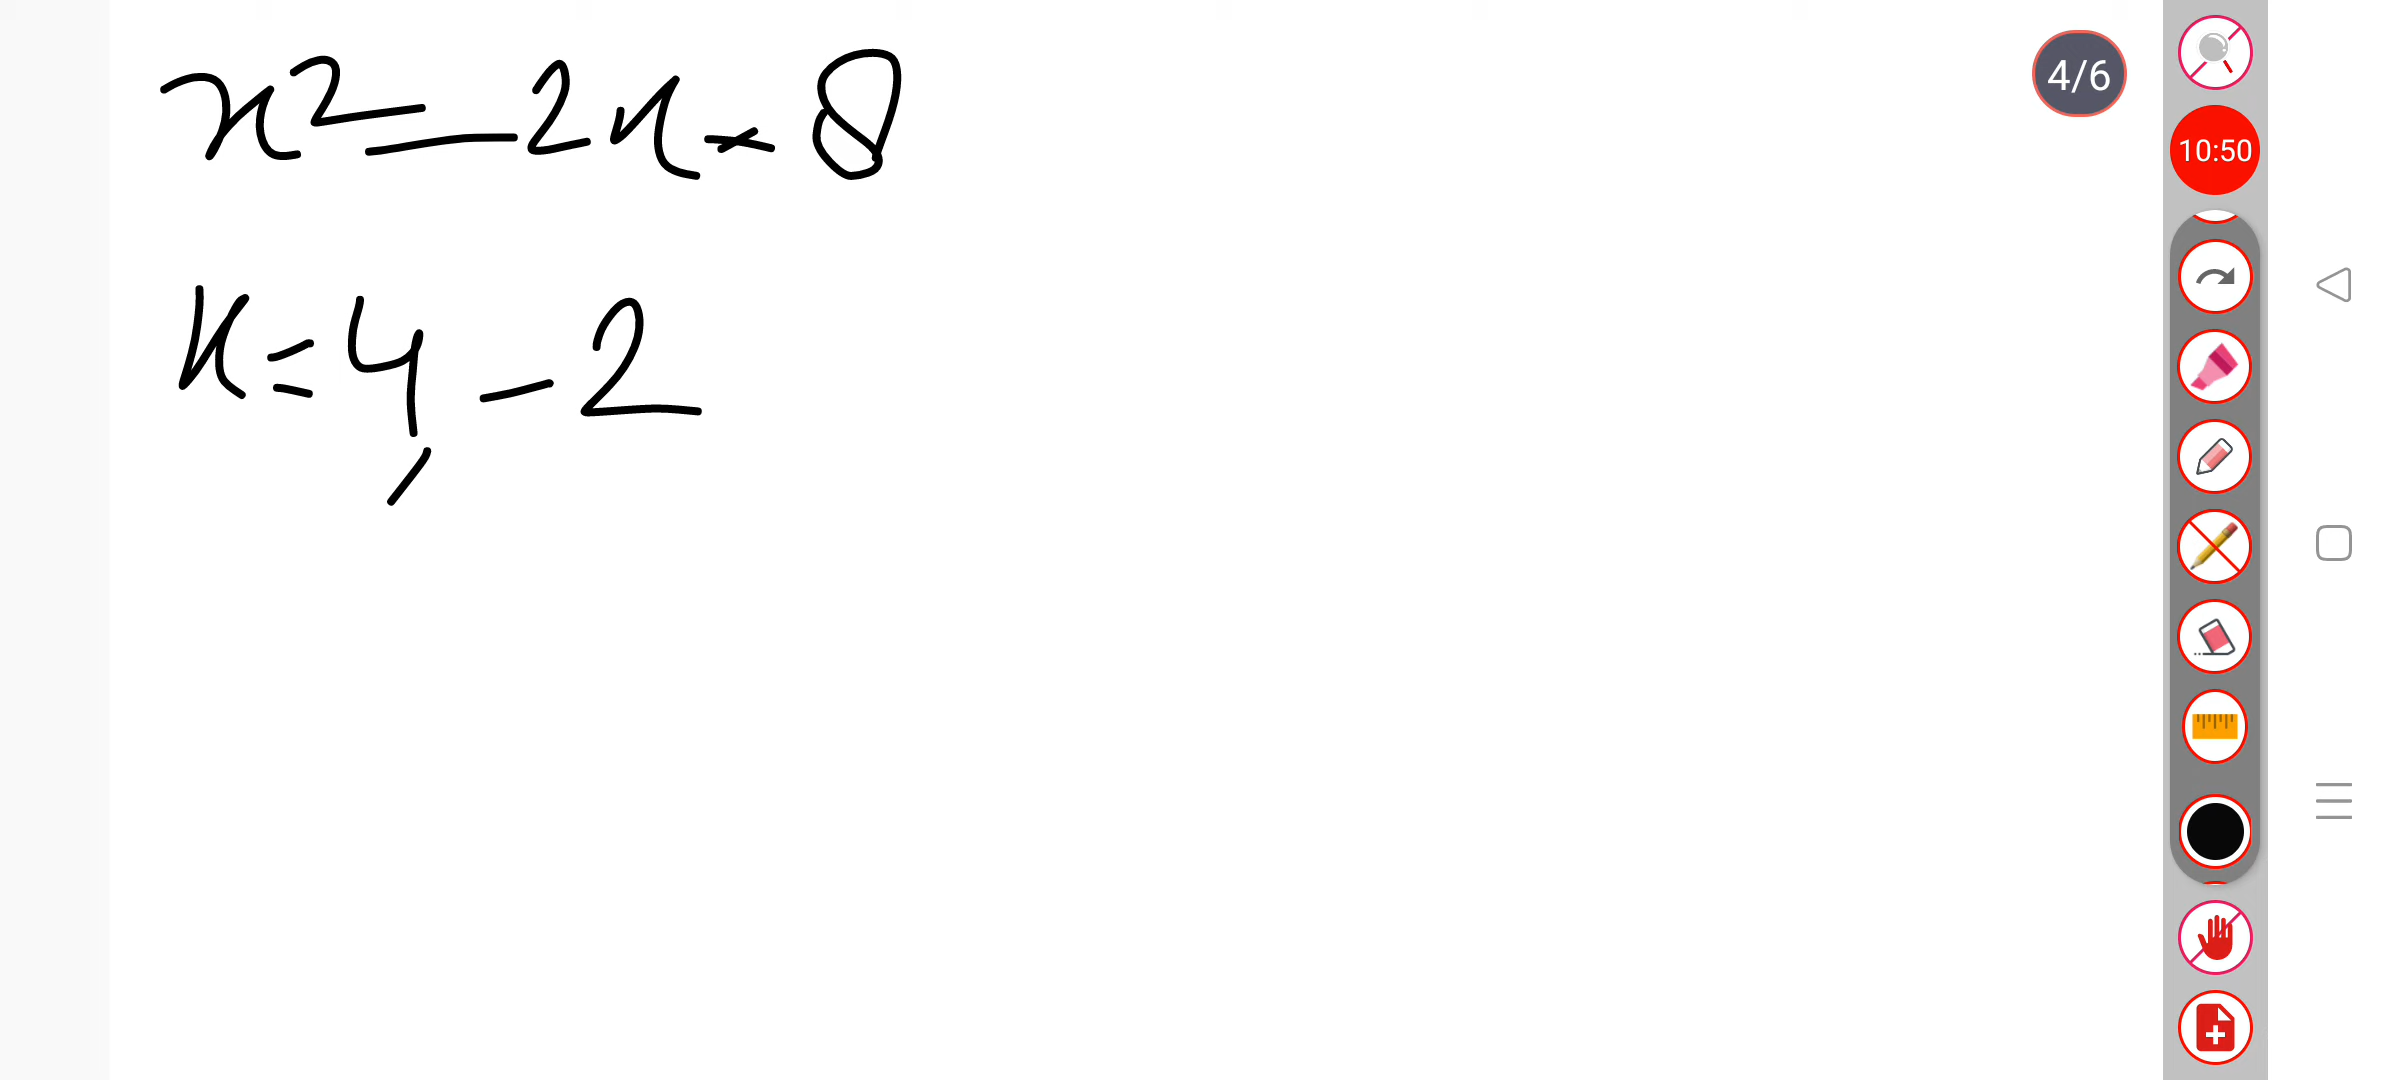 x² - 2x - 8
4/6
10:50
x = 4, -2